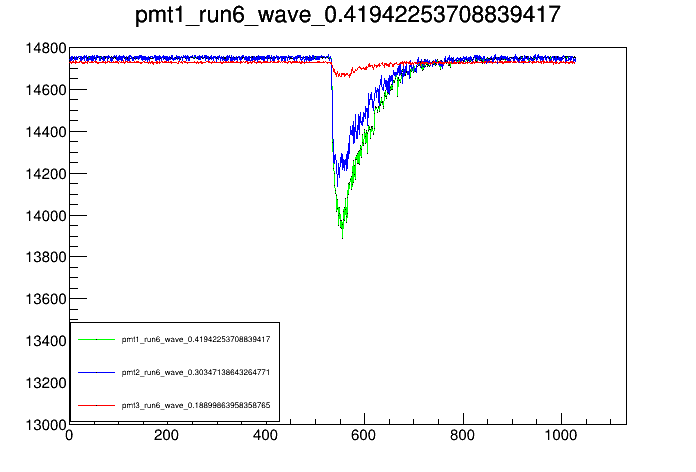 pmt1_run6_wave_0.41942253708839417
14800
14600
14400
14200
14000
13800
13600
13400
13200
13000
pmt1_run6_wave_0.41942253708839417
pmt2_run6_wave_0.30347138643264771
pmt3_run6_wave_0.18899863958358765
0 200 400 600 800 1000